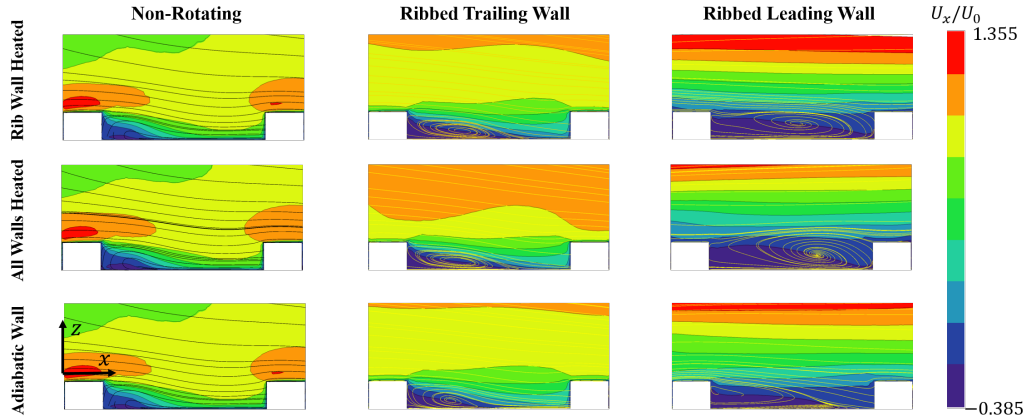 Non-Rotating
Ribbed Trailing Wall
Ribbed Leading Wall
U_x/U_0
1.355
Rib Wall Heated
All Walls Heated
Adiabatic Wall
z
x
−0.385